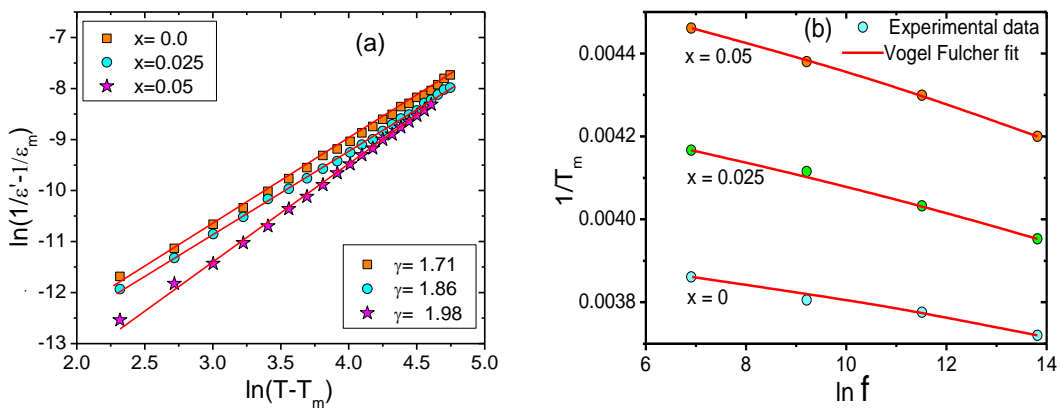 (a)
x= 0.0
x=0.025
x=0.05
γ= 1.71
γ= 1.86
γ= 1.98
ln(1/ε'-1/ε_m)
-7
-8
-9
-10
-11
-12
-13
2.0 2.5 3.0 3.5 4.0 4.5 5.0
ln(T-T_m)
(b)
Experimental data
Vogel Fulcher fit
x = 0.05
x = 0.025
x = 0
1/T_m
0.0044
0.0042
0.0040
0.0038
6 8 10 12 14
ln f